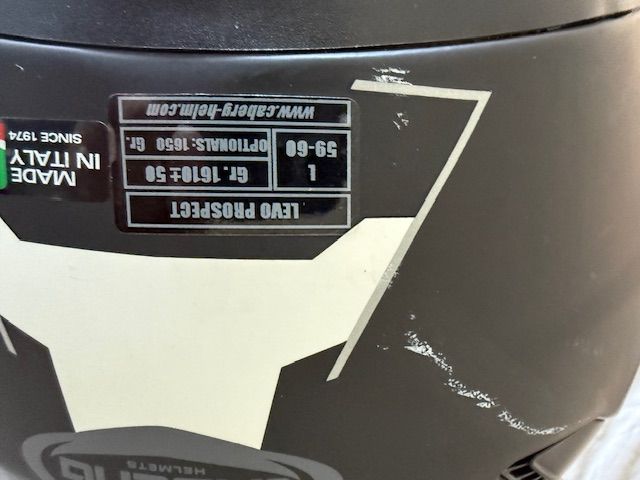 LEVO PROSPECT
L
59-60
Gr. 1610±50
OPTIONALS: 1650 Gr.
www.caberg-helm.com
MADE
IN ITALY
SINCE 1974
HELMETS